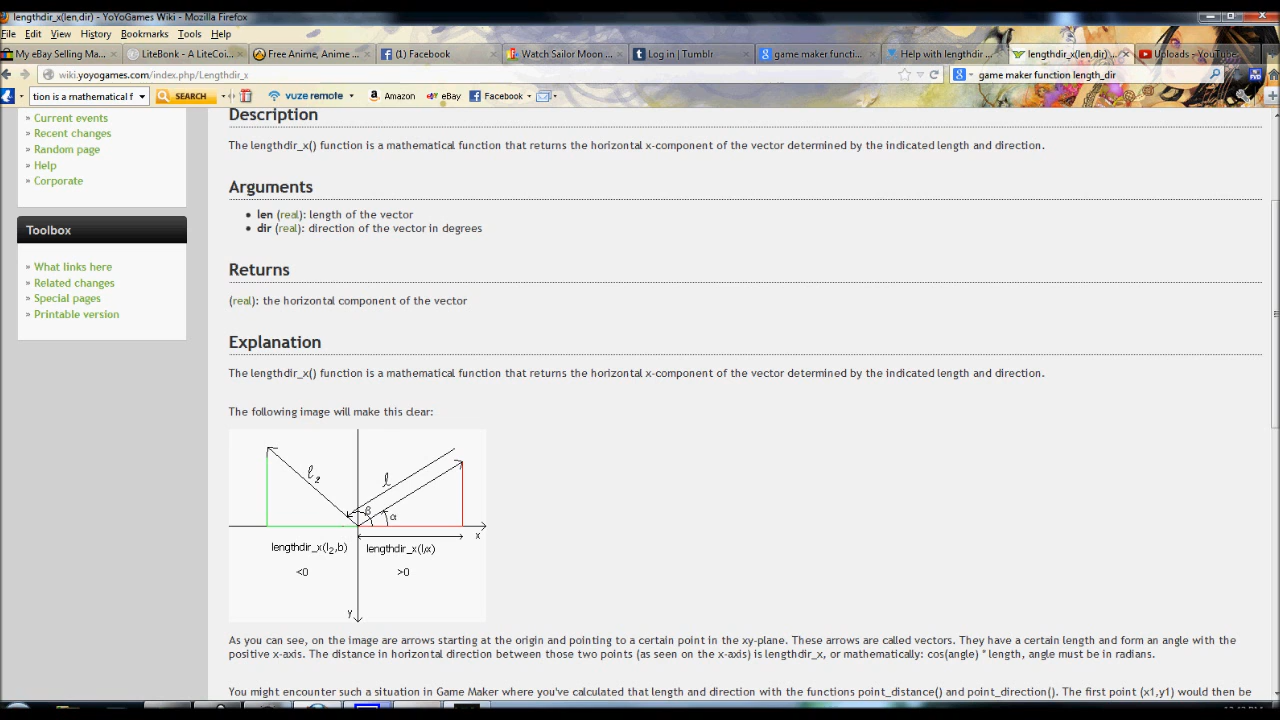 lengthdir_x(len,dir) - YoYoGames Wiki - Mozilla Firefox
File Edit View History Bookmarks Tools Help
My eBay Selling Ma... LiteBonk - A LiteCoi... Free Anime, Anime ... (1) Facebook Watch Sailor Moon ... Log in | Tumblr game maker functi... Help with lengthdir ... lengthdir_x(len,dir) ... Uploads - YouTube
wiki.yoyogames.com/index.php/Lengthdir_x game maker function length_dir
tion is a mathematical f SEARCH vuze remote Amazon eBay Facebook
Current events
Recent changes
Random page
Help
Corporate
Toolbox
What links here
Related changes
Special pages
Printable version
Description
The lengthdir_x() function is a mathematical function that returns the horizontal x-component of the vector determined by the indicated length and direction.
Arguments
• len (real): length of the vector
• dir (real): direction of the vector in degrees
Returns
(real): the horizontal component of the vector
Explanation
The lengthdir_x() function is a mathematical function that returns the horizontal x-component of the vector determined by the indicated length and direction.
The following image will make this clear:
l2 l
β α
x
lengthdir_x(l2,b) lengthdir_x(l,α)
<0 >0
y
As you can see, on the image are arrows starting at the origin and pointing to a certain point in the xy-plane. These arrows are called vectors. They have a certain length and form an angle with the
positive x-axis. The distance in horizontal direction between those two points (as seen on the x-axis) is lengthdir_x, or mathematically: cos(angle) * length, angle must be in radians.
You might encounter such a situation in Game Maker where you've calculated that length and direction with the functions point_distance() and point_direction(). The first point (x1,y1) would then be